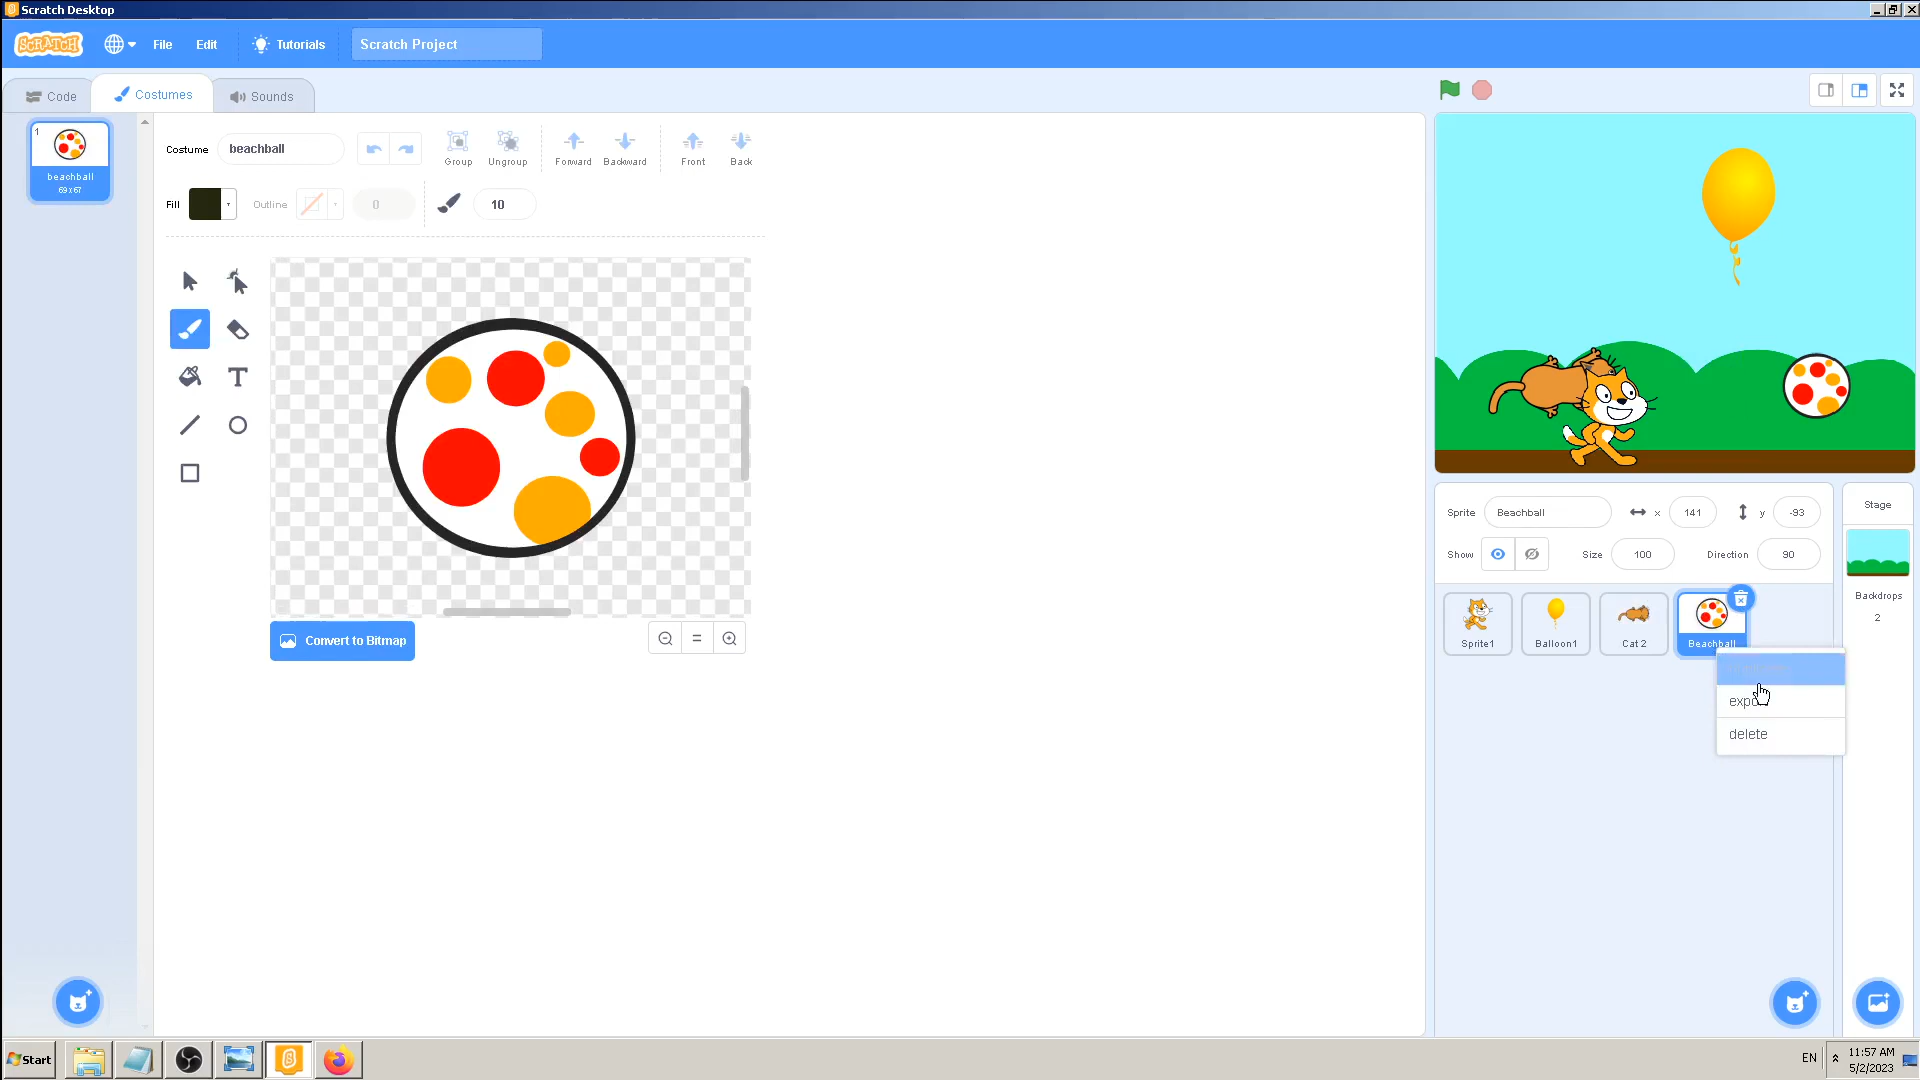 Scratch Desktop
SCRATCH File Edit Tutorials Scratch Project
Code Costumes Sounds
1
beachball
69 x 67
Costume beachball
Group Ungroup Forward Backward Front Back
Fill Outline 0 10
Convert to Bitmap
Sprite Beachball x 141 y -93
Show Size 100 Direction 90
Sprite1 Balloon1 Cat 2 Beachball
export
delete
Stage
Backdrops
2
Start
EN
11:57 AM
5/2/2023